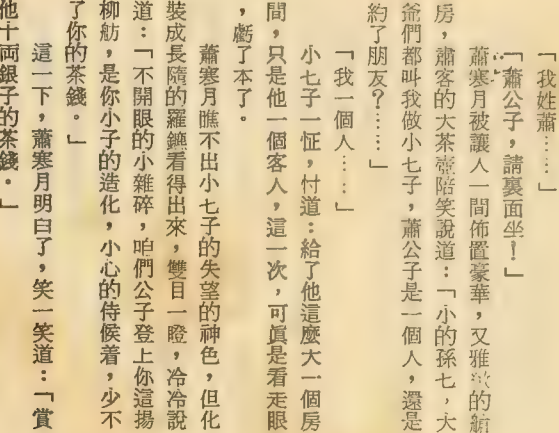 「我姓蕭……」
「蕭公子，請裏面坐！」
蕭寒月被讓人一間佈置豪華，又雅緻的艙
房，肅客的大茶壺陪笑說道：「小的孫七，大
爺們都叫我做小七子，蕭公子是一個人，還是
約了朋友？……」
「我一個人……」
小七子一怔，忖道：給了他這麼大一個房
間，只是他一個客人，這一次，可眞是看走眼
，虧了本了。
蕭寒月瞧不出小七子的失望的神色，但化
裝成長隨的羅鏢看得出來，雙目一瞪，冷冷說
道：「不開眼的小雜碎，咱們公子登上你這揚
柳舫，是你小子的造化，小心的侍候着，少不
了你的茶錢。」
這一下，蕭寒月明白了，笑一笑道：「賞
他十両銀子的茶錢。」